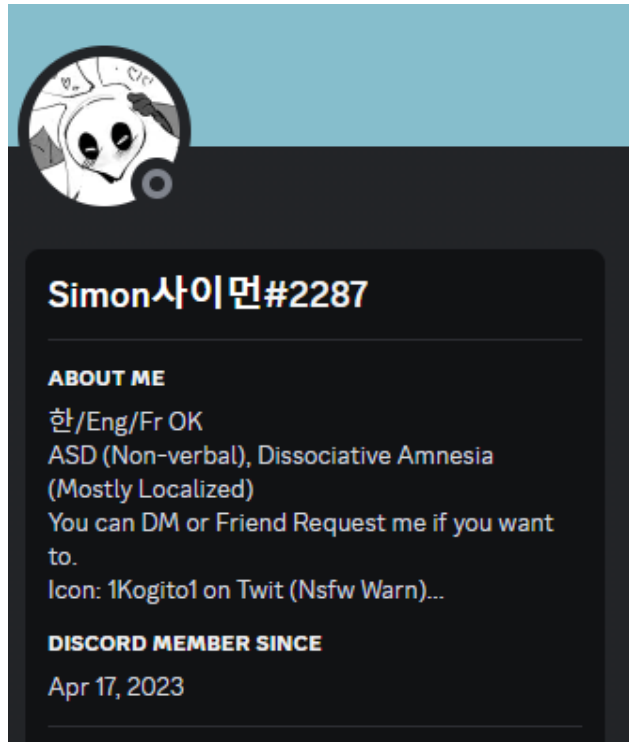 Simon사이먼#2287
ABOUT ME
한/Eng/Fr OK
ASD (Non-verbal), Dissociative Amnesia
(Mostly Localized)
You can DM or Friend Request me if you want
to.
Icon: 1Kogito1 on Twit (Nsfw Warn)...
DISCORD MEMBER SINCE
Apr 17, 2023